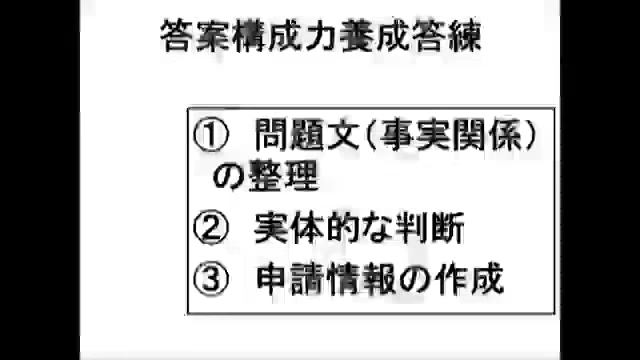 答案構成力養成答練
① 問題文(事実関係)
の整理
② 実体的な判断
③ 申請情報の作成